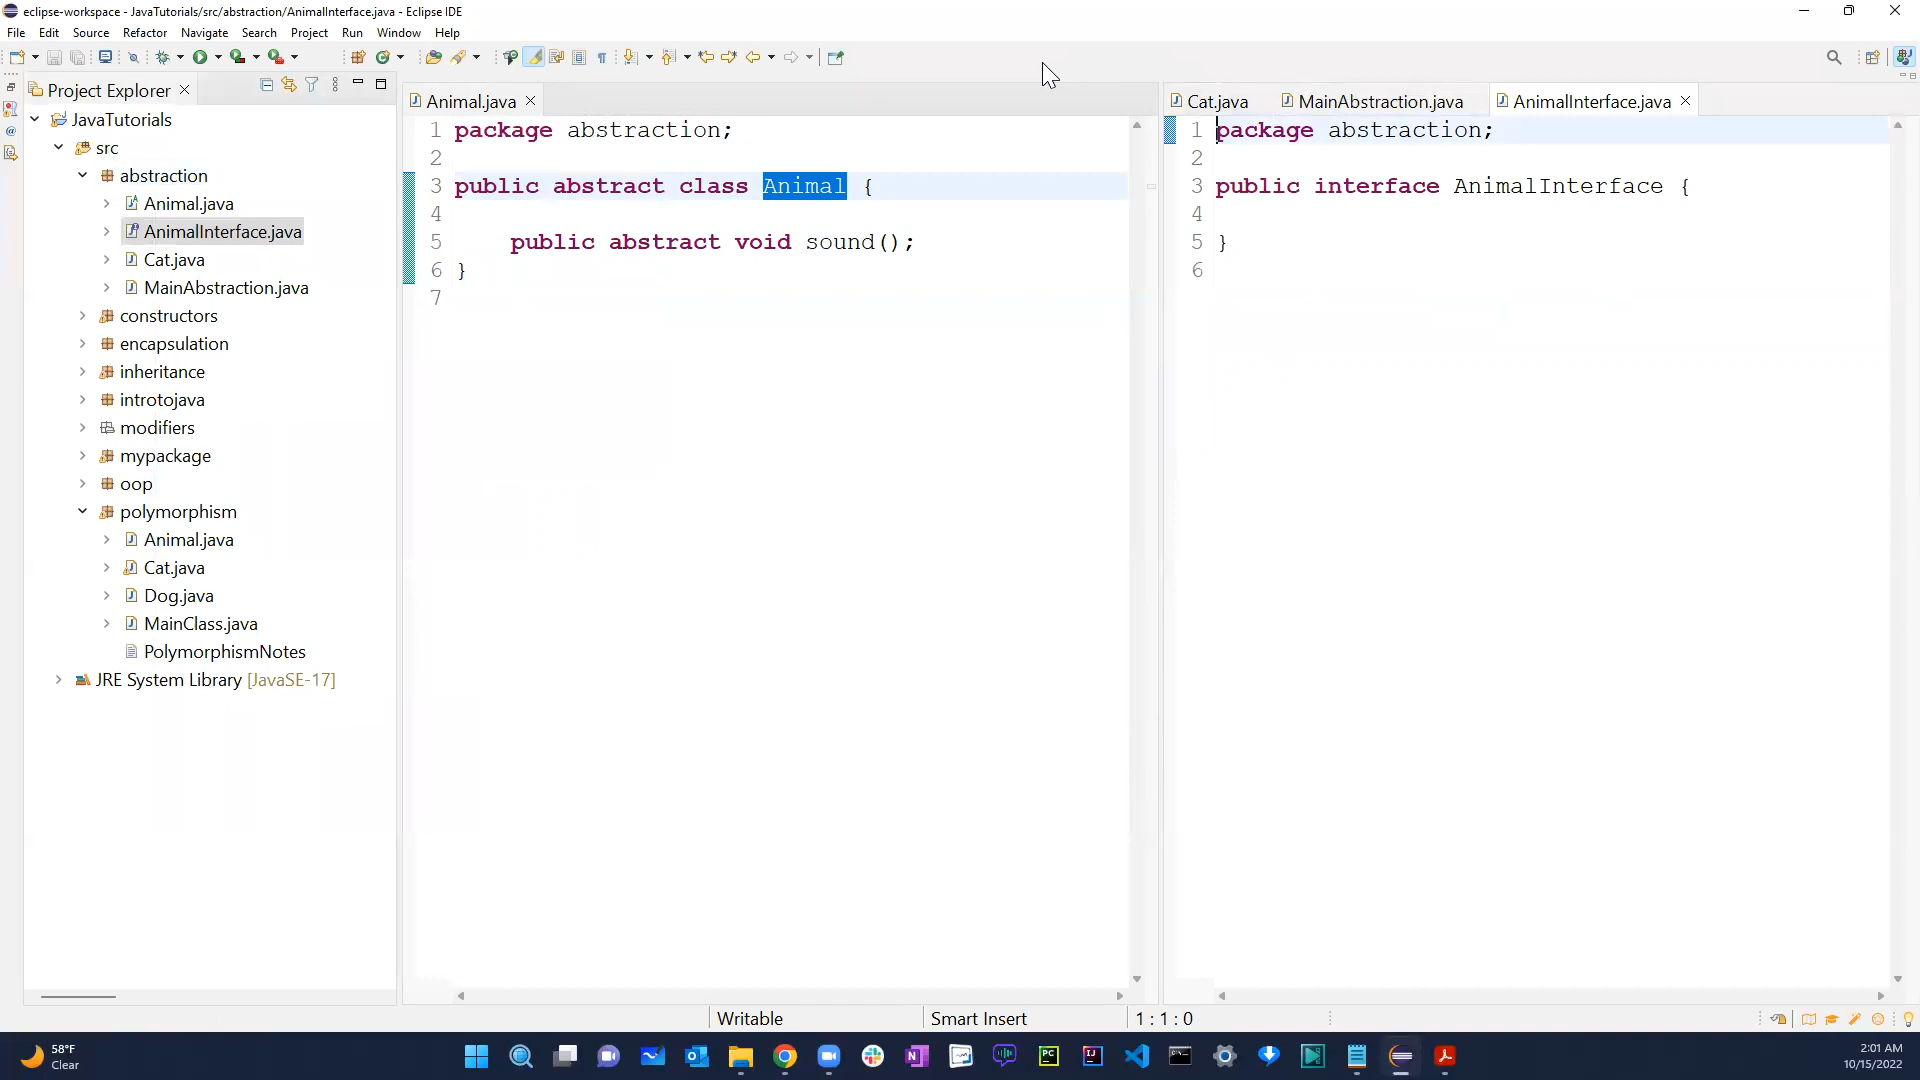 eclipse-workspace - JavaTutorials/src/abstraction/AnimalInterface.java - Eclipse IDE
File Edit Source Refactor Navigate Search Project Run Window Help
Project Explorer
JavaTutorials
src
abstraction
Animal.java
AnimalInterface.java
Cat.java
MainAbstraction.java
constructors
encapsulation
inheritance
introtojava
modifiers
mypackage
oop
polymorphism
Animal.java
Cat.java
Dog.java
MainClass.java
PolymorphismNotes
JRE System Library [JavaSE-17]
Animal.java
1 package abstraction;
2
3 public abstract class Animal {
4
5 public abstract void sound();
6 }
7
Cat.java MainAbstraction.java AnimalInterface.java
1 package abstraction;
2
3 public interface AnimalInterface {
4
5 }
6
Writable Smart Insert 1 : 1 : 0
58°F
Clear
2:01 AM
10/15/2022